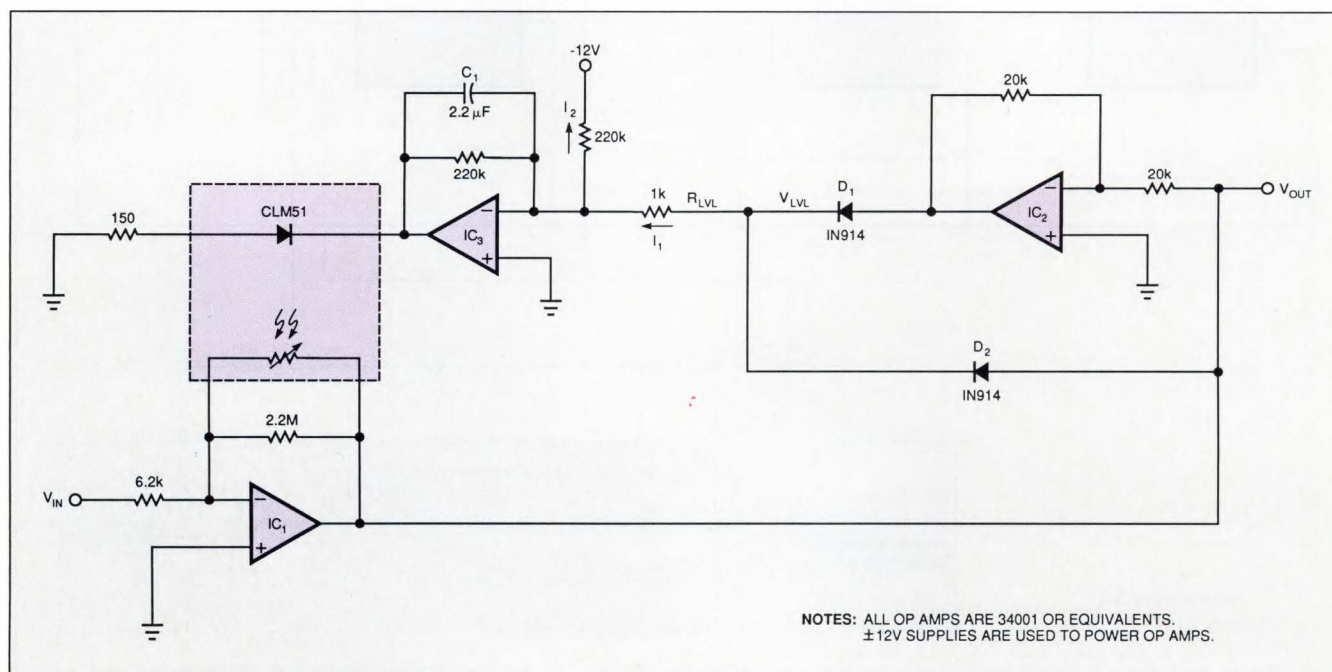 -12V
C1
2.2 µF
I2
220k
220k
20k
CLM51
150
IC3
−
+
1k
I1
RLVL
VLVL
D1
IN914
IC2
−
+
20k
VOUT
D2
IN914
2.2M
VIN
6.2k
IC1
−
+
NOTES: ALL OP AMPS ARE 34001 OR EQUIVALENTS.
±12V SUPPLIES ARE USED TO POWER OP AMPS.